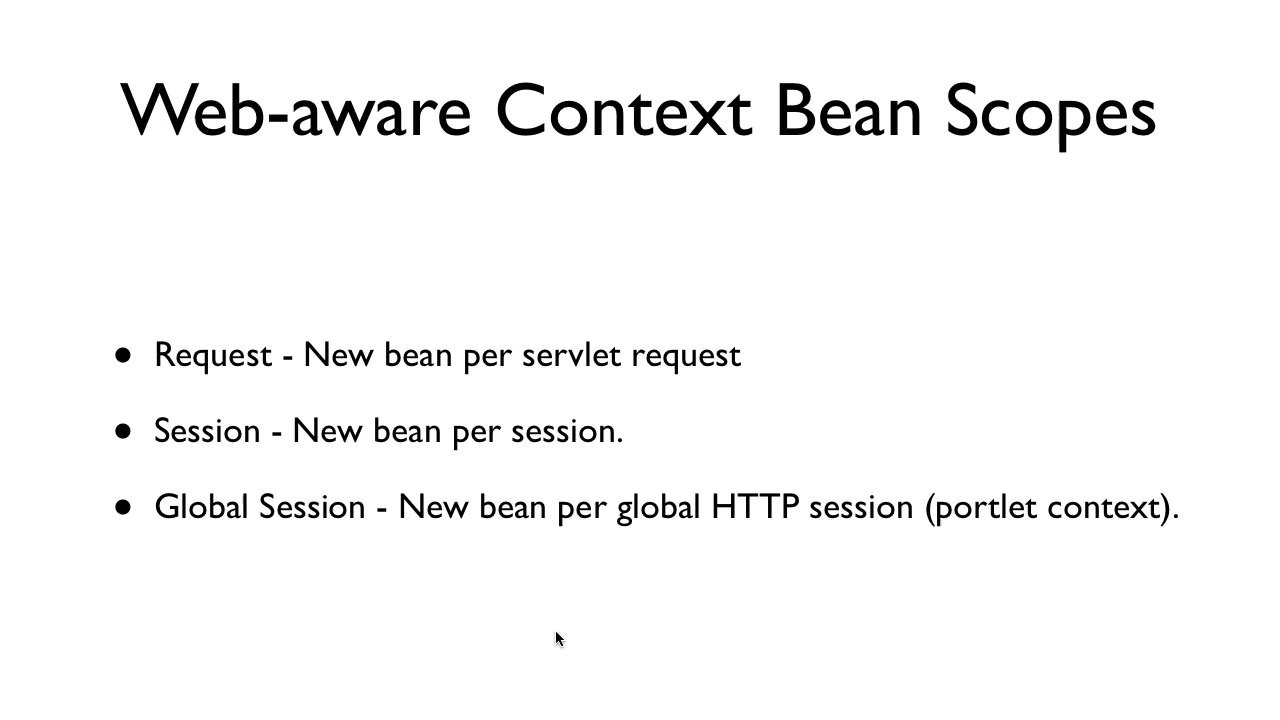 Web-aware Context Bean Scopes
• Request - New bean per servlet request
• Session - New bean per session.
• Global Session - New bean per global HTTP session (portlet context).